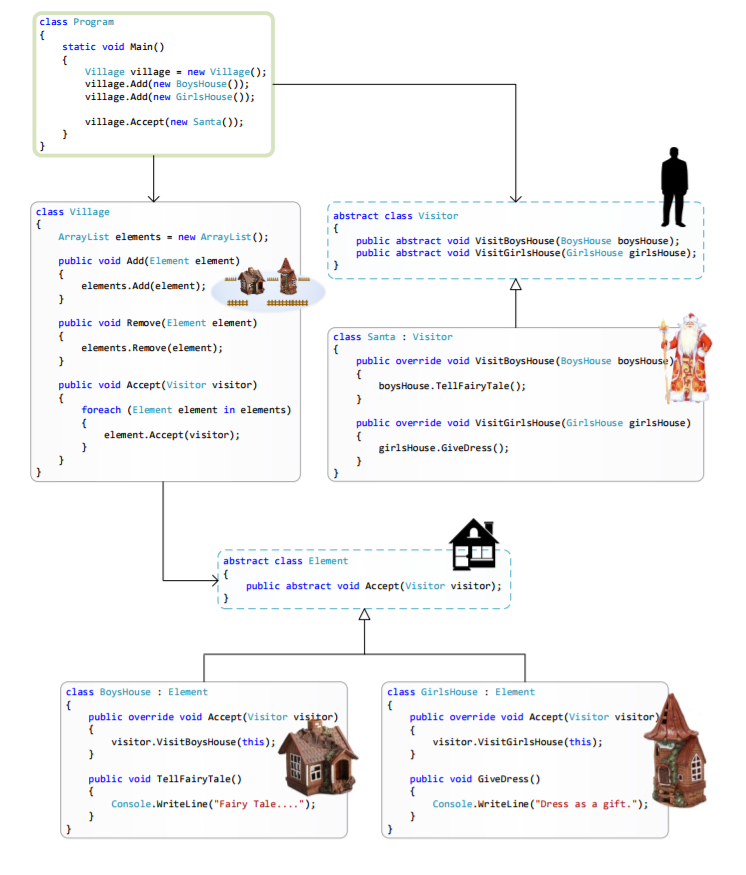 class Program
{
    static void Main()
    {
        Village village = new Village();
        village.Add(new BoysHouse());
        village.Add(new GirlsHouse());

        village.Accept(new Santa());
    }
}
class Village
{
    ArrayList elements = new ArrayList();

    public void Add(Element element)
    {
        elements.Add(element);
    }

    public void Remove(Element element)
    {
        elements.Remove(element);
    }

    public void Accept(Visitor visitor)
    {
        foreach (Element element in elements)
        {
            element.Accept(visitor);
        }
    }
}
abstract class Visitor
{
    public abstract void VisitBoysHouse(BoysHouse boysHouse);
    public abstract void VisitGirlsHouse(GirlsHouse girlsHouse);
}
class Santa : Visitor
{
    public override void VisitBoysHouse(BoysHouse boysHouse)
    {
        boysHouse.TellFairyTale();
    }

    public override void VisitGirlsHouse(GirlsHouse girlsHouse)
    {
        girlsHouse.GiveDress();
    }
}
abstract class Element
{
    public abstract void Accept(Visitor visitor);
}
class BoysHouse : Element
{
    public override void Accept(Visitor visitor)
    {
        visitor.VisitBoysHouse(this);
    }

    public void TellFairyTale()
    {
        Console.WriteLine("Fairy Tale....");
    }
}
class GirlsHouse : Element
{
    public override void Accept(Visitor visitor)
    {
        visitor.VisitGirlsHouse(this);
    }

    public void GiveDress()
    {
        Console.WriteLine("Dress as a gift.");
    }
}